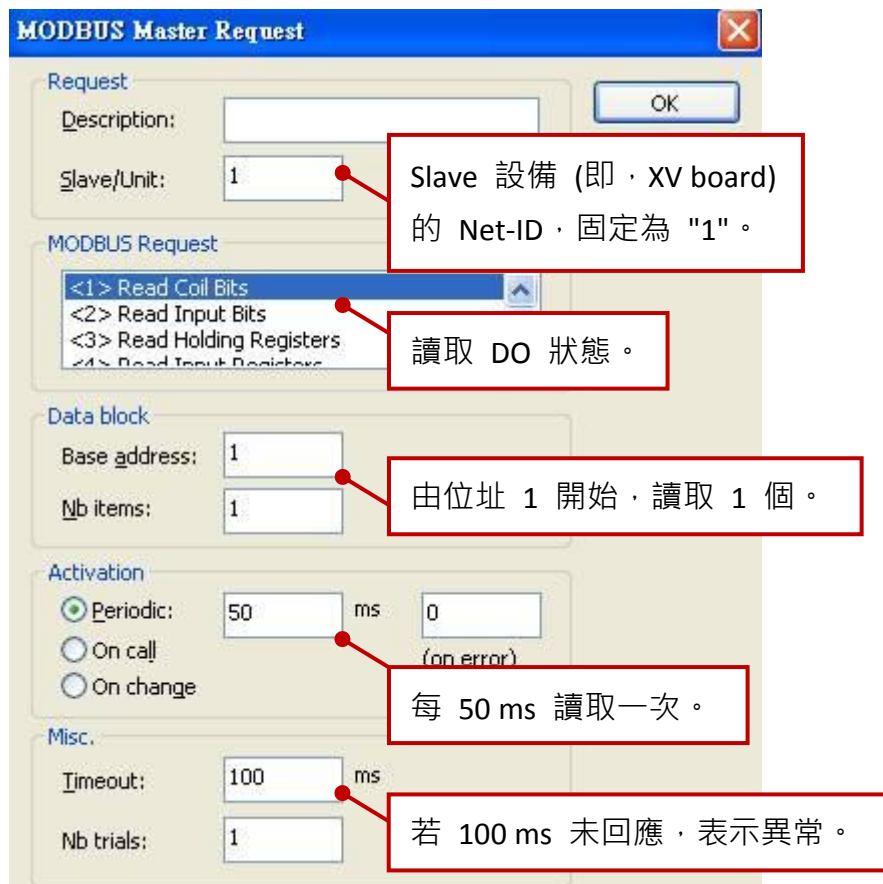 MODBUS Master Request
Request
OK
Description:
Slave/Unit:
1
Slave 設備 (即，XV board)
的 Net-ID，固定為 "1"。
MODBUS Request
<1> Read Coil Bits
<2> Read Input Bits
<3> Read Holding Registers
<4> Read Input Registers
讀取 DO 狀態。
Data block
Base address:
1
Nb items:
1
由位址 1 開始，讀取 1 個。
Activation
Periodic:
50
ms
0
On call
(on error)
On change
每 50 ms 讀取一次。
Misc.
Timeout:
100
ms
Nb trials:
1
若 100 ms 未回應，表示異常。